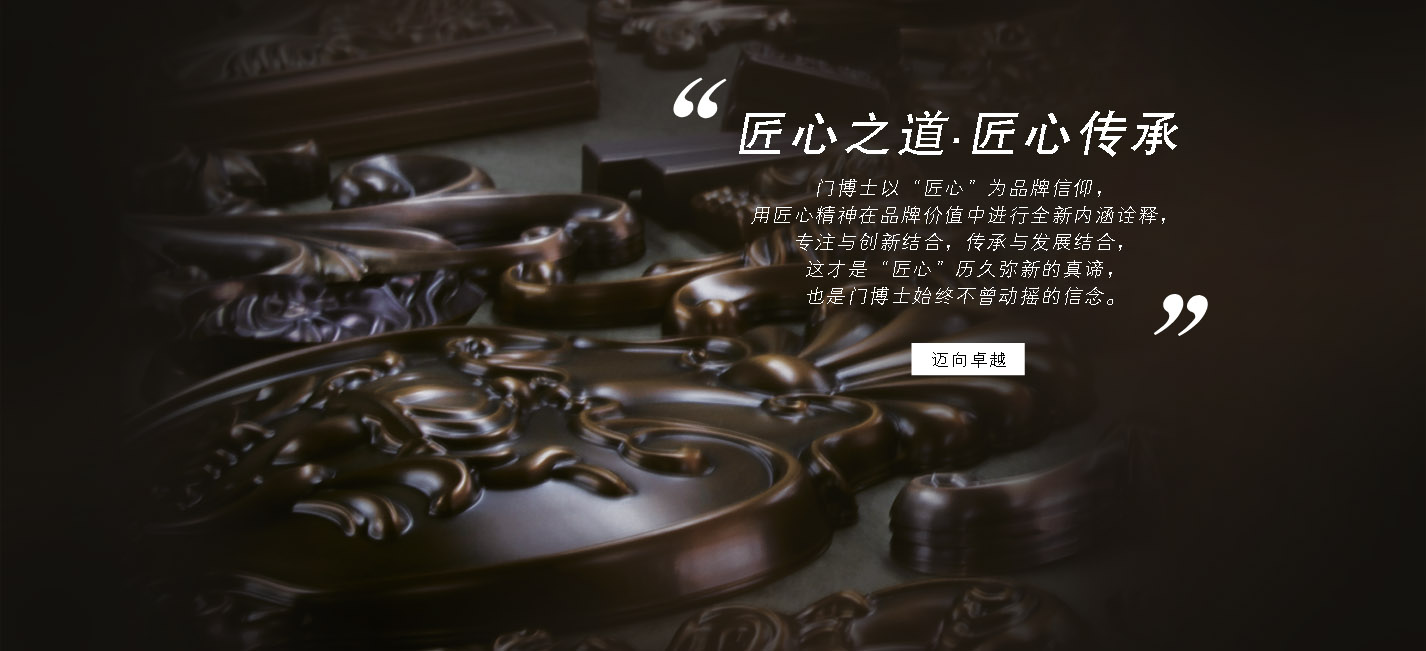 “
匠心之道·匠心传承
门博士以“匠心”为品牌信仰，
用匠心精神在品牌价值中进行全新内涵诠释，
专注与创新结合，传承与发展结合，
这才是“匠心”历久弥新的真谛，
也是门博士始终不曾动摇的信念。
”
迈向卓越